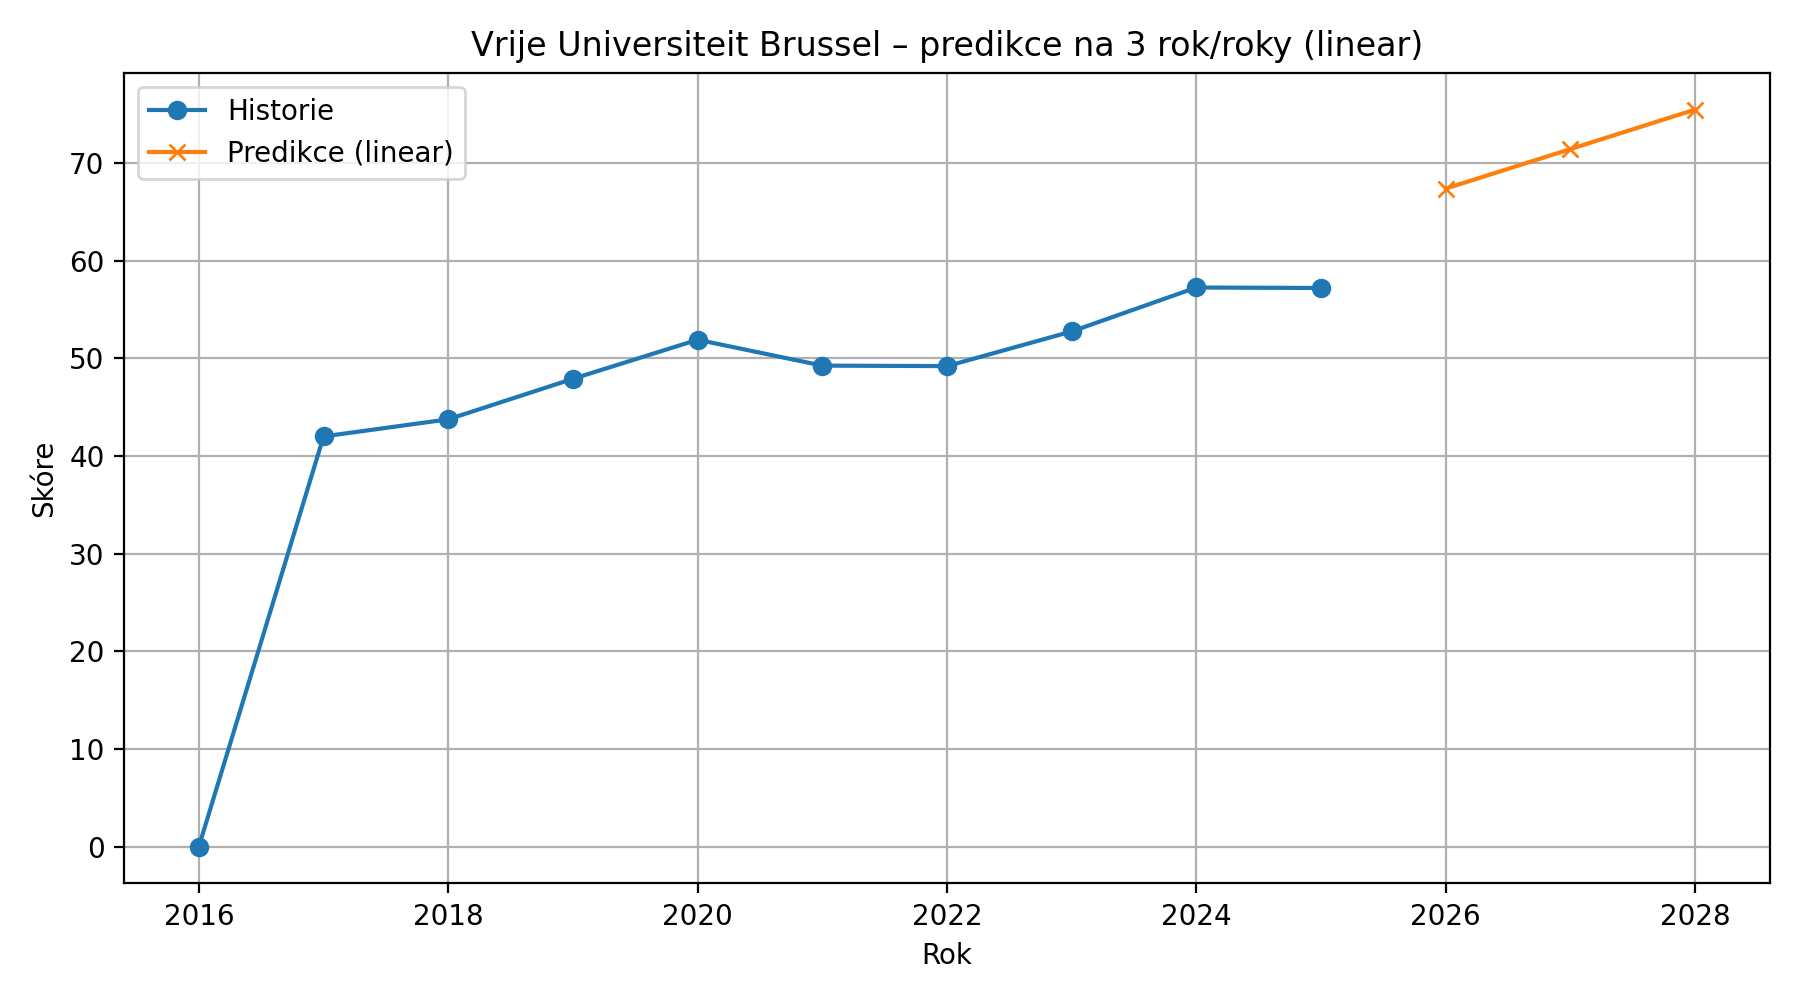 Vrije Universiteit Brussel – predikce na 3 rok/roky (linear)
Historie
Predikce (linear)
Skóre
70
60
50
40
30
20
10
0
2016 2018 2020 2022 2024 2026 2028
Rok